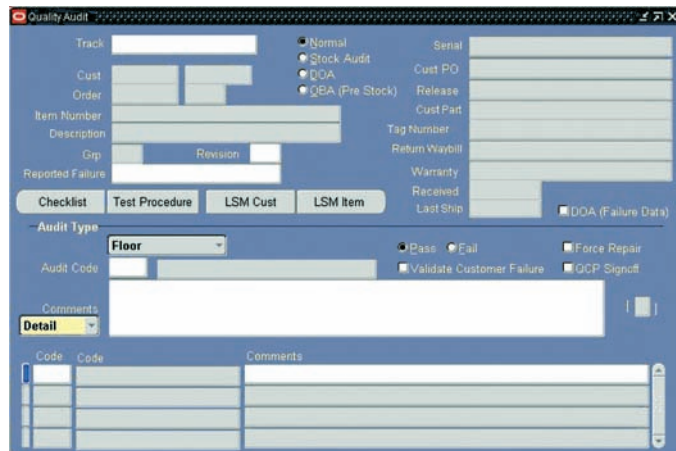 Quality Audit
Track
Normal
Serial
Stock Audit
Cust
DOA
Cust PO
Order
QBA (Pre Stock)
Release
Item Number
Cust Part
Description
Tag Number
Grp
Revision
Return Waybill
Reported Failure
Warranty
Received
Checklist
Test Procedure
LSM Cust
LSM Item
Last Ship
DOA (Failure Data)
Audit Type
Floor
Pass
Fail
Force Repair
Audit Code
Validate Customer Failure
QCP Signoff
Comments
Detail
[ ]
Code
Code
Comments